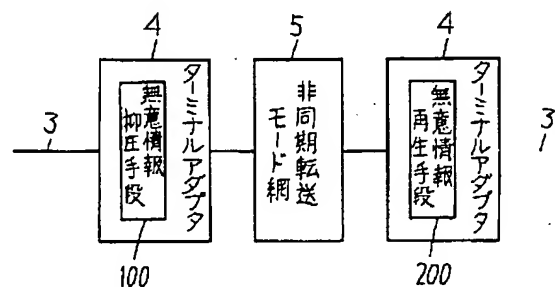 4
5
4
3
ターミナルアダプタ
無意情報
抑圧手段
非同期転送
モード網
ターミナルアダプタ
無意情報
再生手段
3
100
200